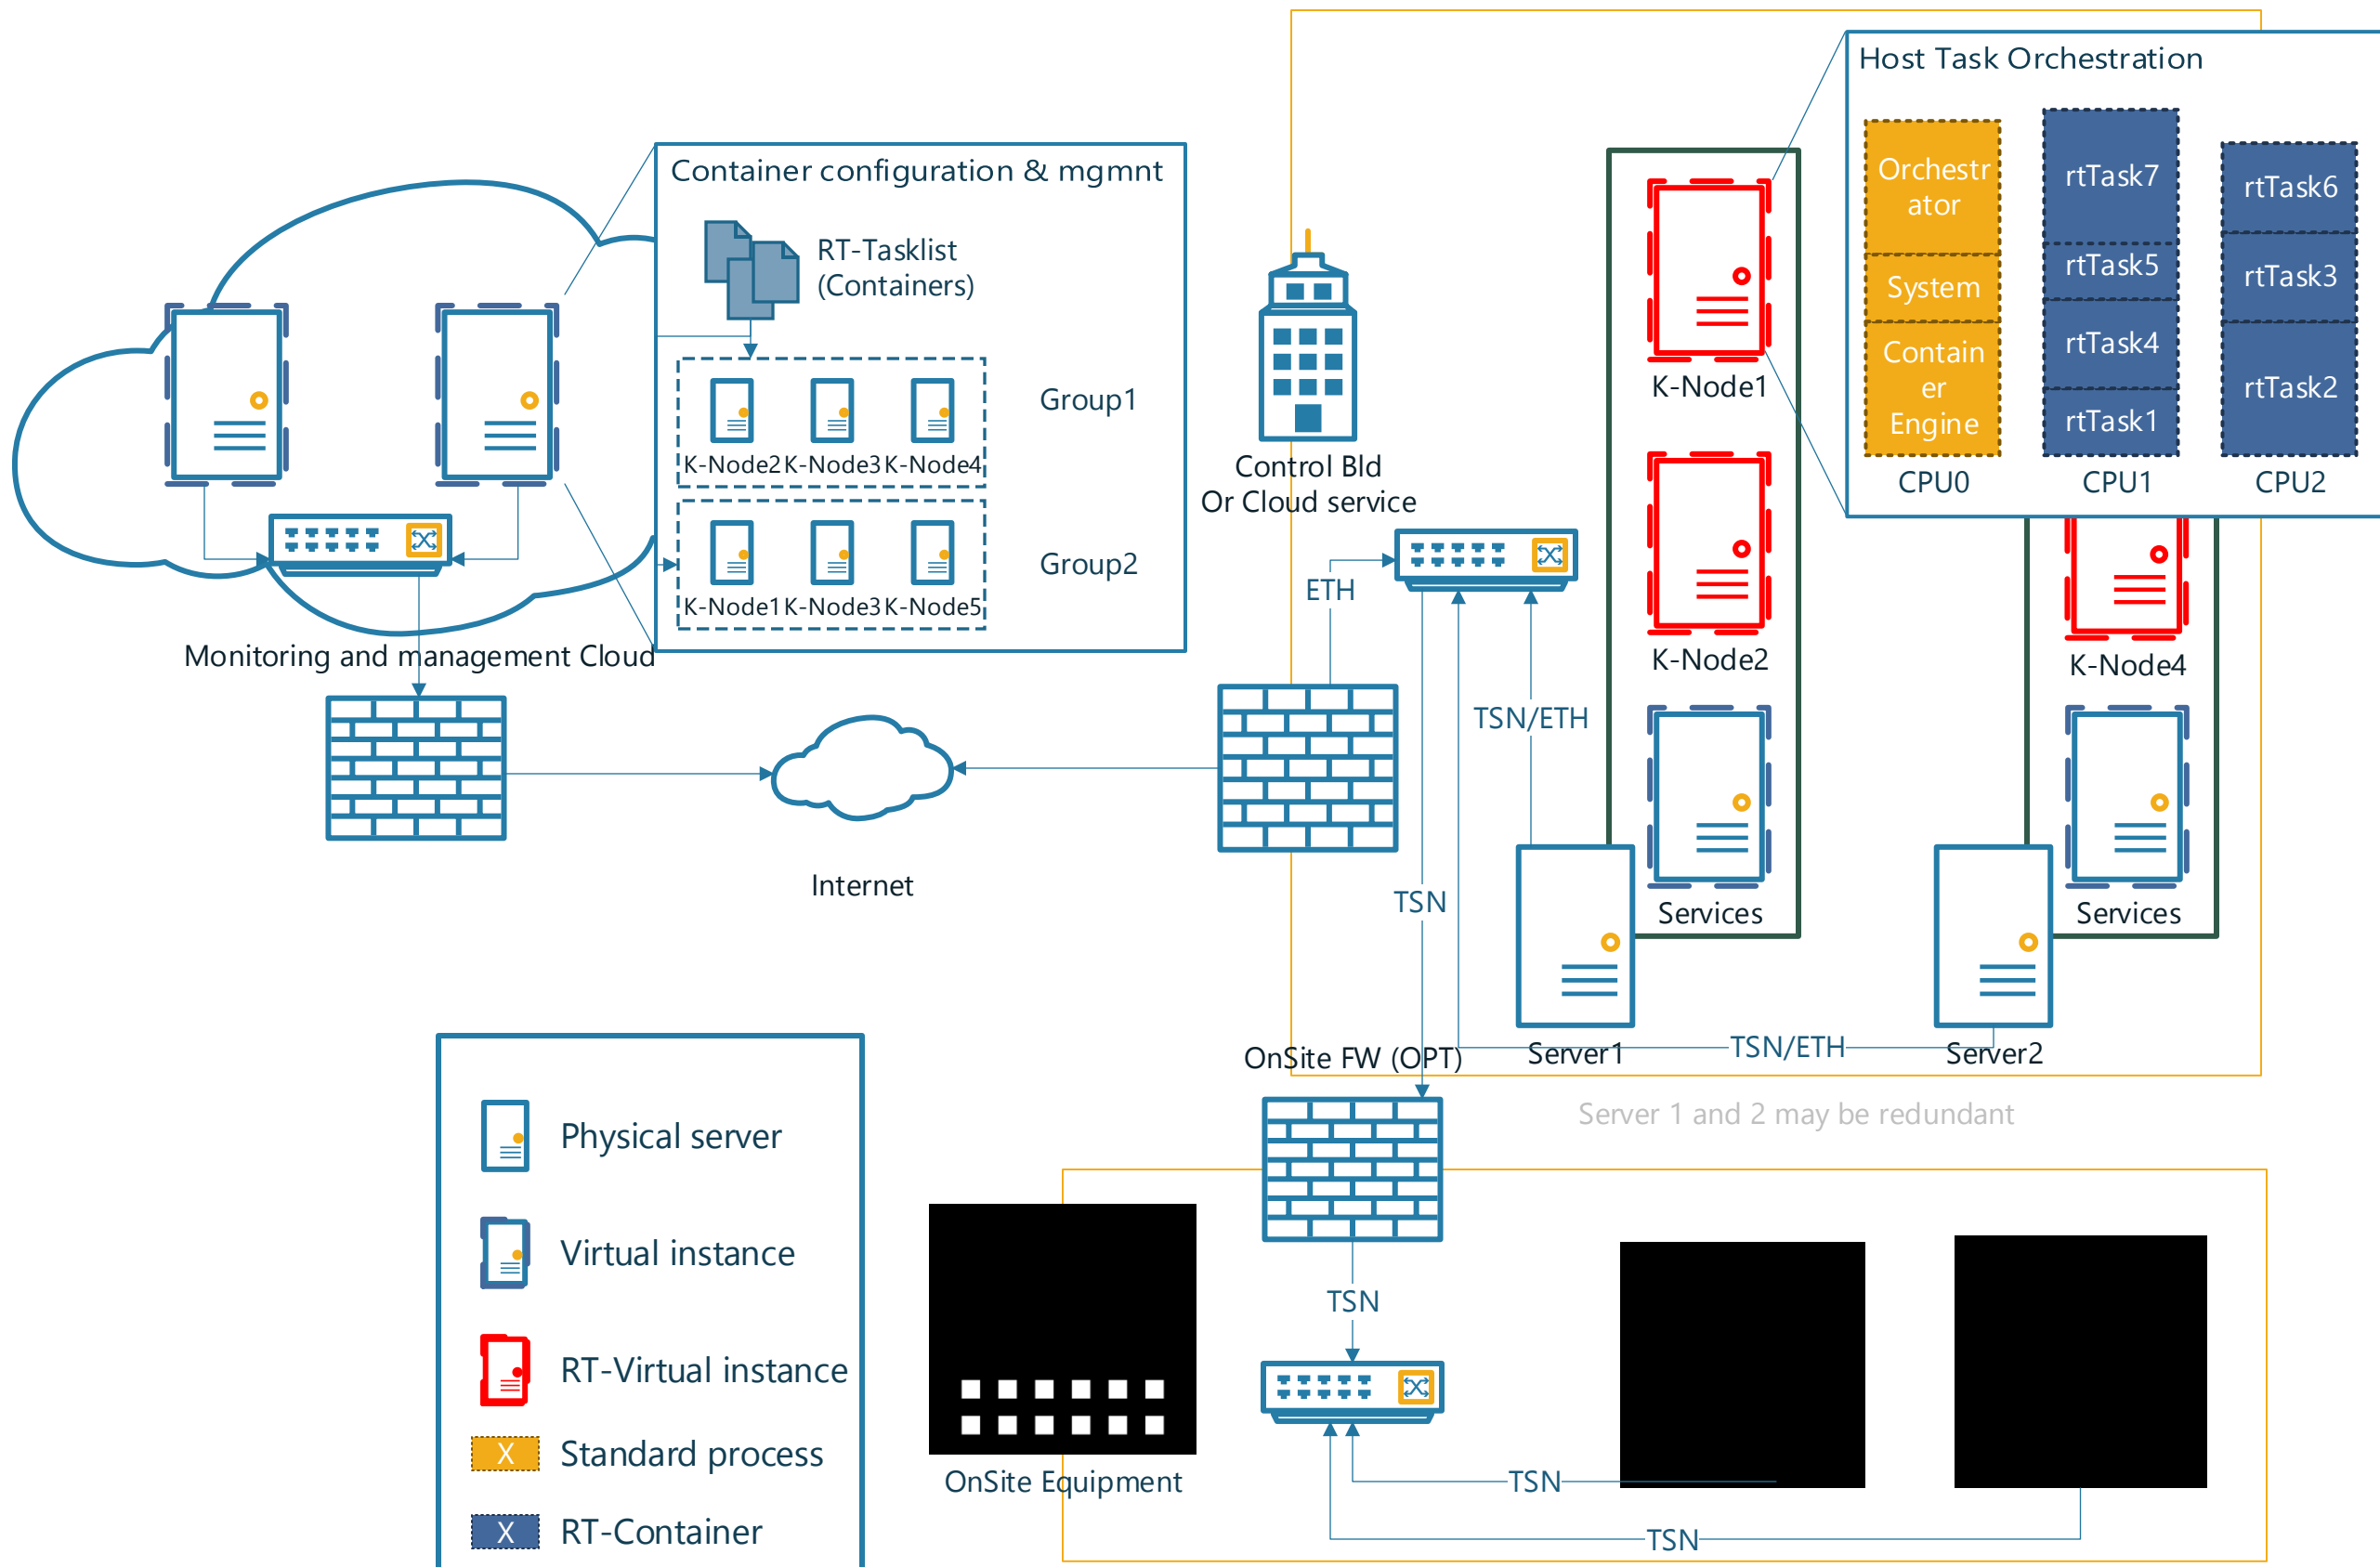 Host Task Orchestration
Orchestr
ator
System
Contain
er
Engine
CPU0
rtTask7
rtTask5
rtTask4
rtTask1
CPU1
rtTask6
rtTask3
rtTask2
CPU2
Container configuration & mgmnt
RT-Tasklist
(Containers)
Group1
K-Node2 K-Node3 K-Node4
Group2
K-Node1 K-Node3 K-Node5
Monitoring and management Cloud
Internet
Control Bld
Or Cloud service
ETH
TSN/ETH
TSN
K-Node1
K-Node2
Services
Server1
K-Node4
Services
Server2
TSN/ETH
OnSite FW (OPT)
Server 1 and 2 may be redundant
TSN
OnSite Equipment
TSN
TSN
Physical server
Virtual instance
RT-Virtual instance
X Standard process
X RT-Container